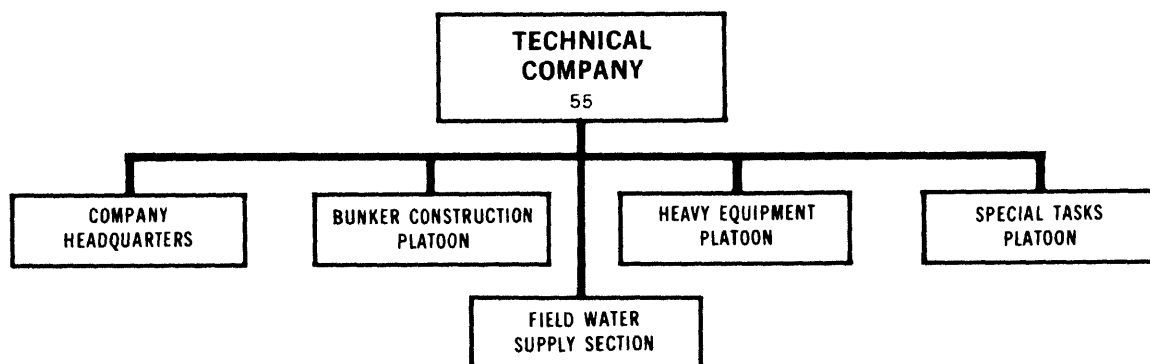 TECHNICAL
COMPANY
55
COMPANY
HEADQUARTERS
BUNKER CONSTRUCTION
PLATOON
HEAVY EQUIPMENT
PLATOON
SPECIAL TASKS
PLATOON
FIELD WATER
SUPPLY SECTION